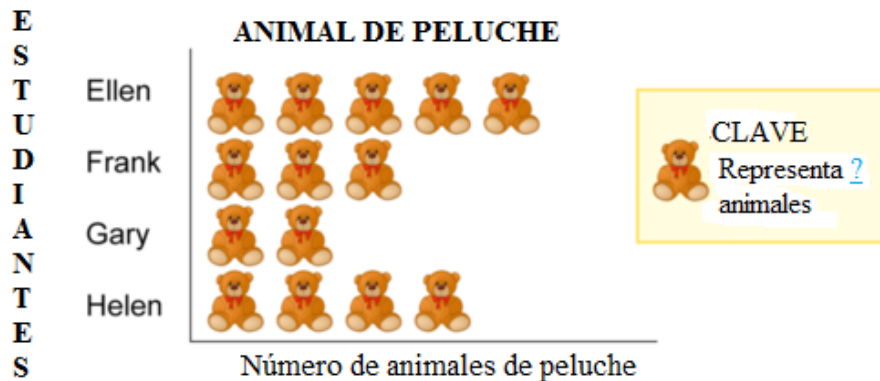 ESTUDIANTES
ANIMAL DE PELUCHE
Ellen
Frank
Gary
Helen
Número de animales de peluche
CLAVE
Representa ?
animales